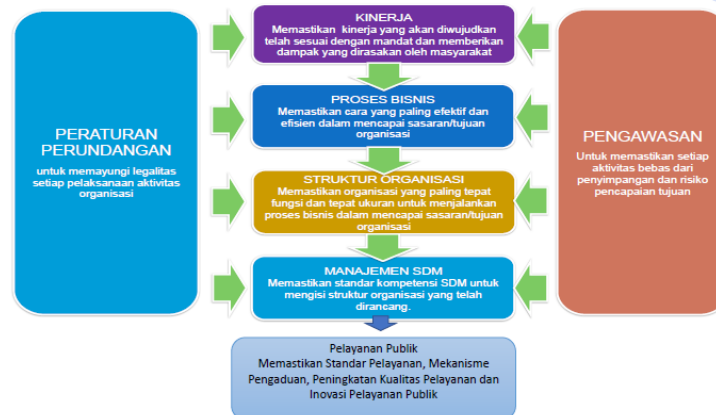 KINERJA
Memastikan kinerja yang akan diwujudkan
telah sesuai dengan mandat dan memberikan
dampak yang dirasakan oleh masyarakat
PROSES BISNIS
Memastikan cara yang paling efektif dan
efisien dalam mencapai sasaran/tujuan
organisasi
PERATURAN
PERUNDANGAN
untuk memayungi legalitas
setiap pelaksanaan aktivitas
organisasi
PENGAWASAN
Untuk memastikan setiap
aktivitas bebas dari
penyimpangan dan risiko
pencapaian tujuan
STRUKTUR ORGANISASI
Memastikan organisasi yang paling tepat
fungsi dan tepat ukuran untuk menjalankan
proses bisnis dalam mencapai sasaran/tujuan
organisasi
MANAJEMEN SDM
Memastikan standar kompetensi SDM untuk
mengisi struktur organisasi yang telah
dirancang.
Pelayanan Publik
Memastikan Standar Pelayanan, Mekanisme
Pengaduan, Peningkatan Kualitas Pelayanan dan
Inovasi Pelayanan Publik